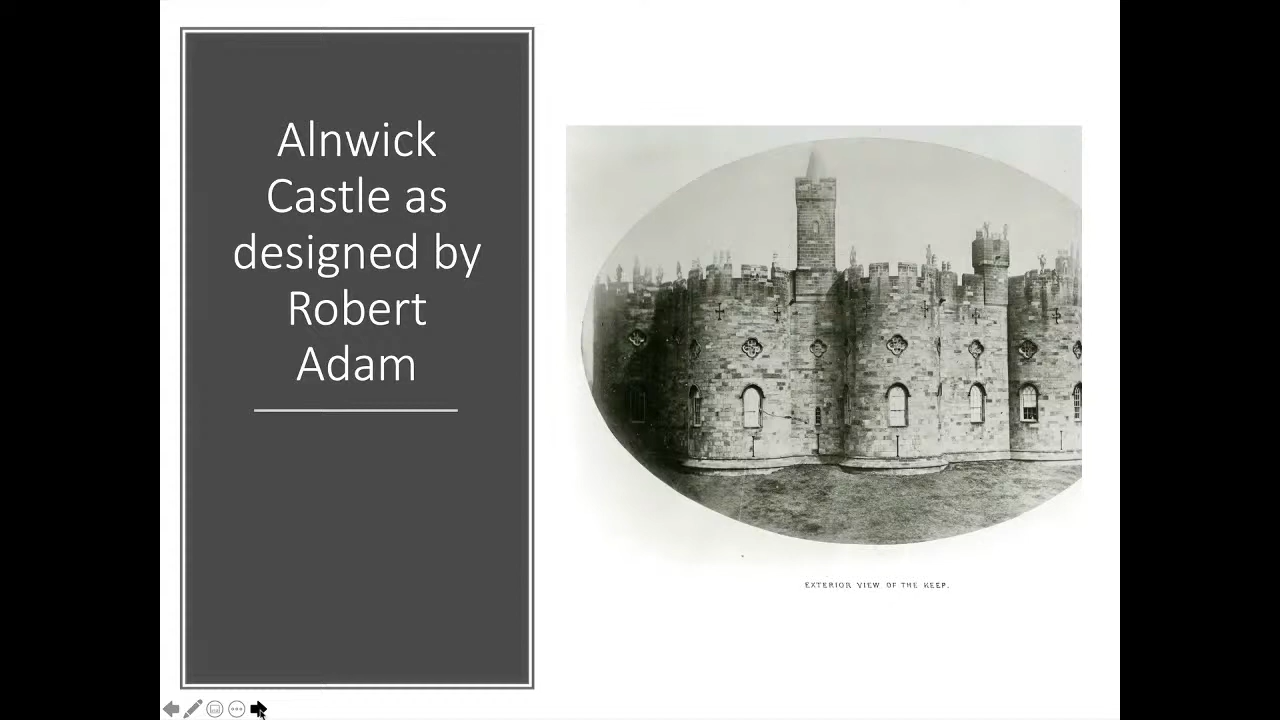 Alnwick
Castle as
designed by
Robert
Adam
EXTERIOR VIEW OF THE KEEP.